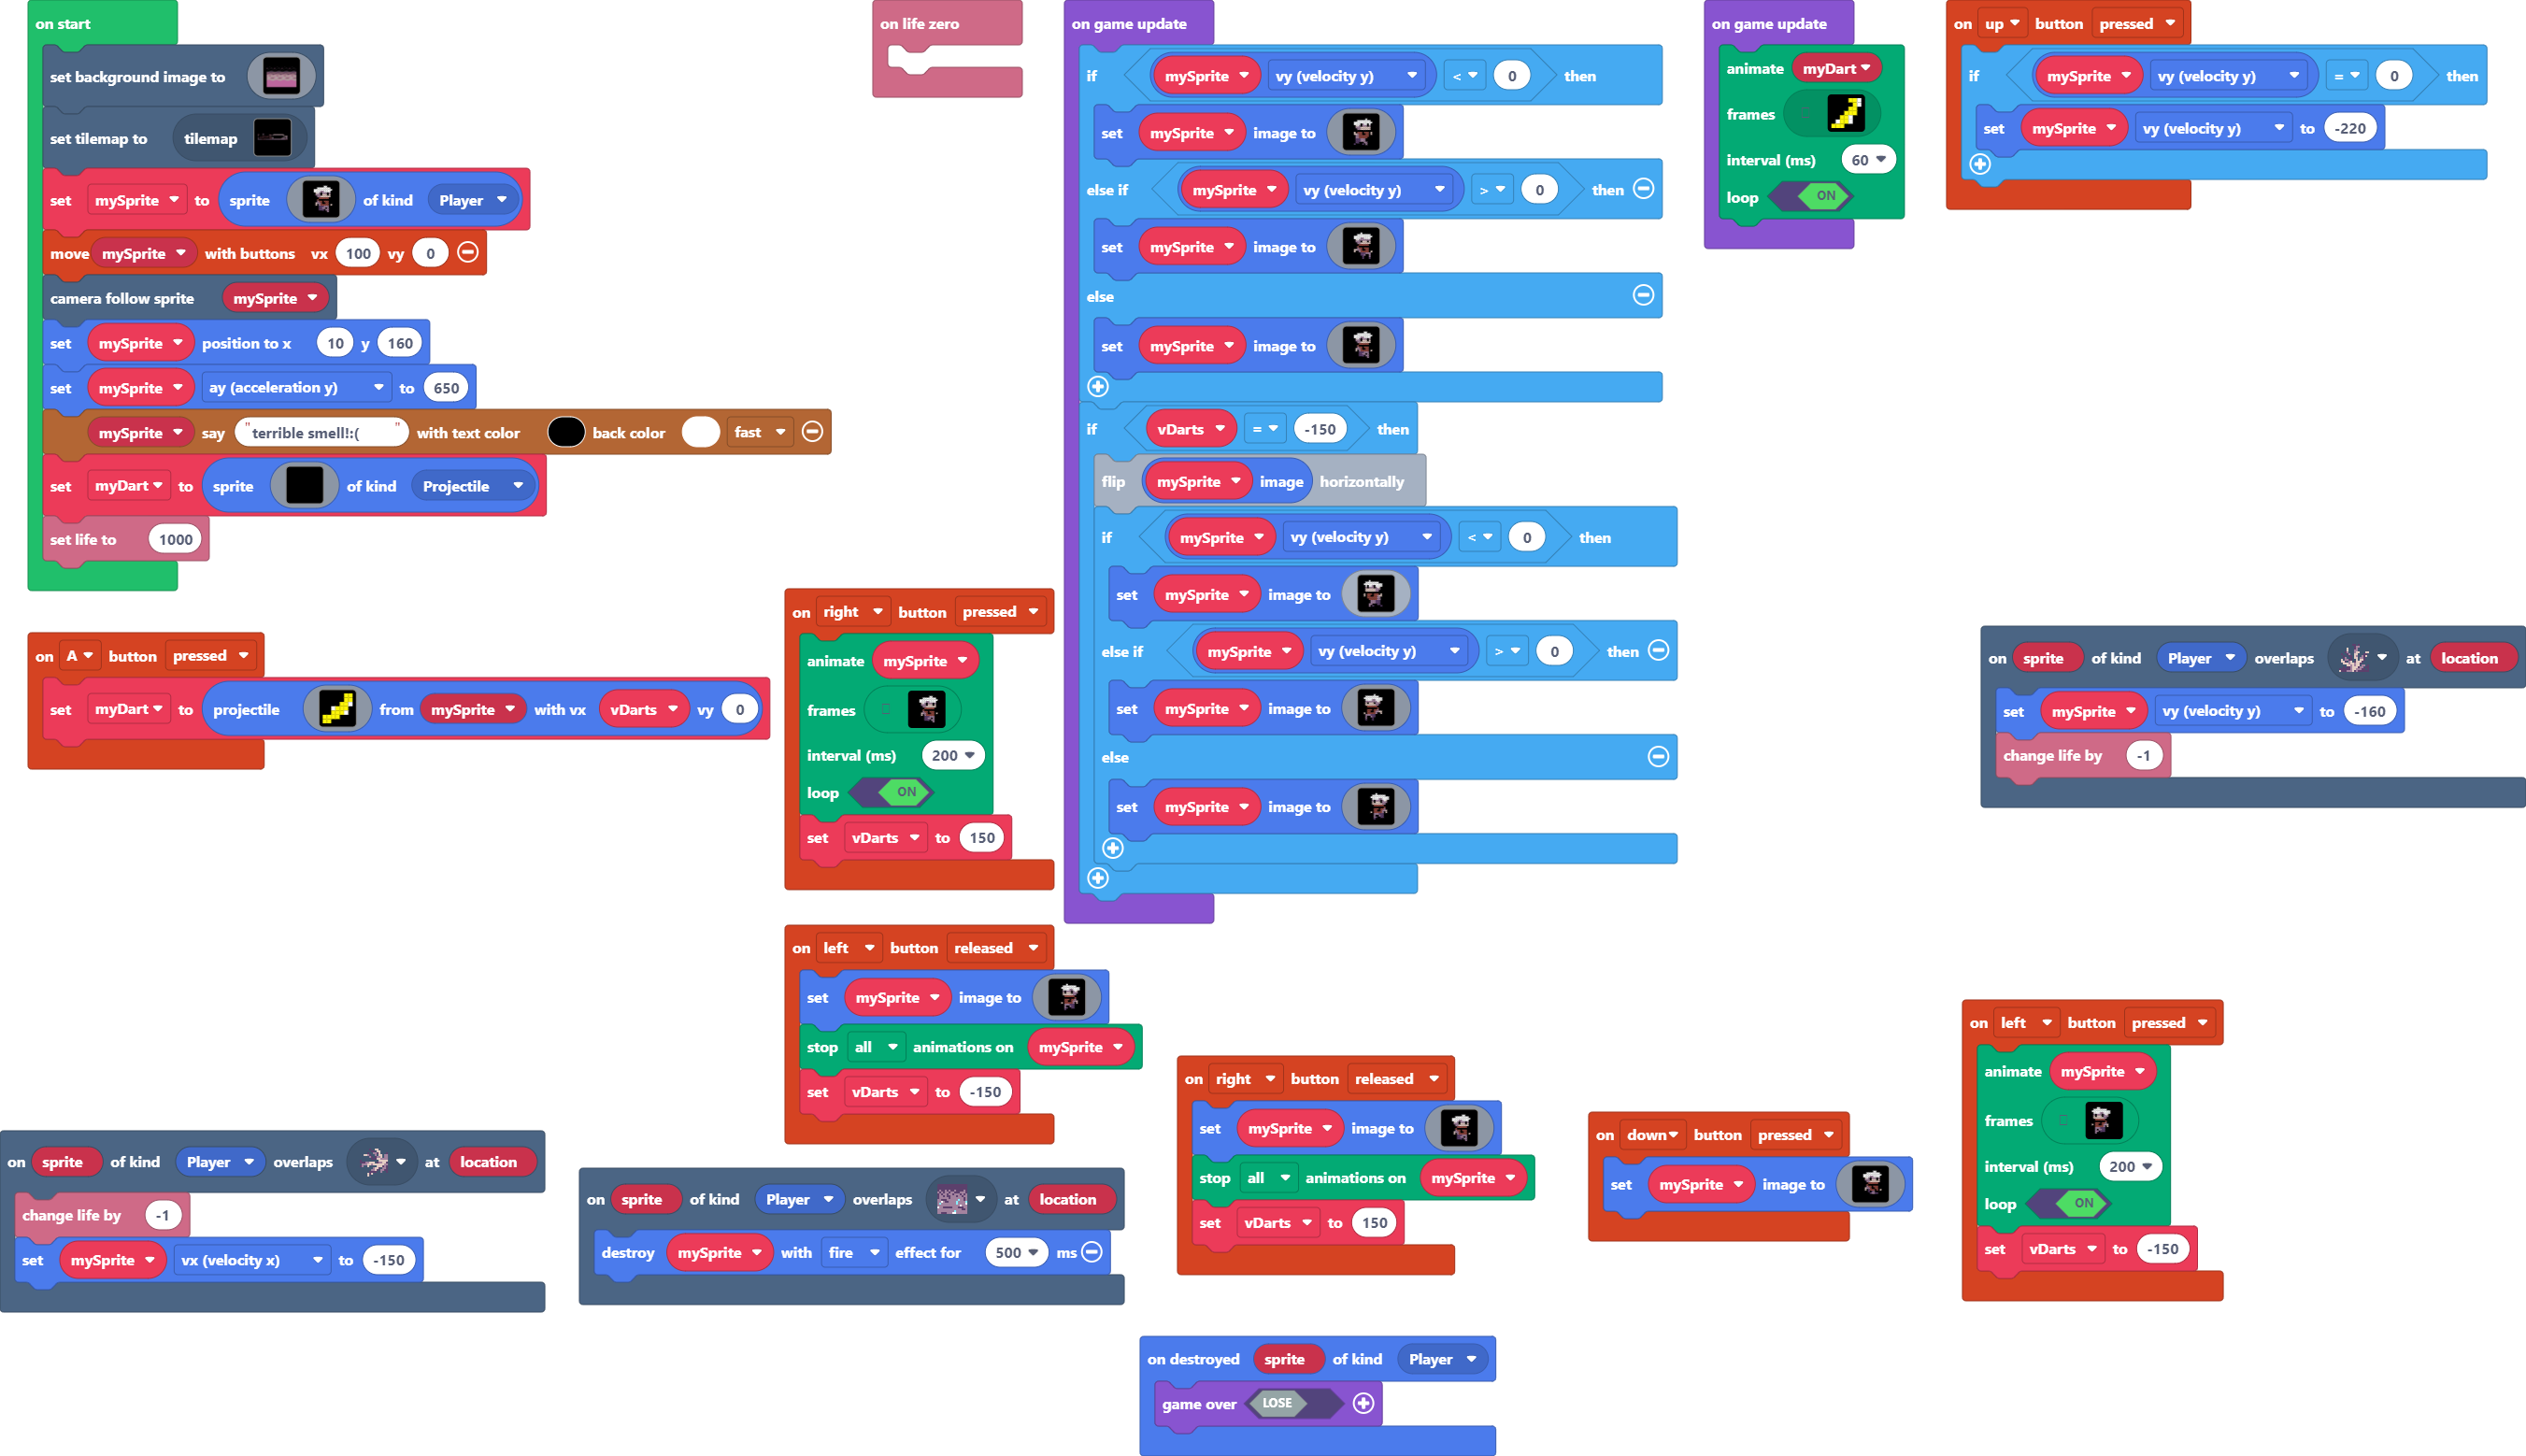 on start
set background image to
set tilemap to tilemap
set mySprite to sprite of kind Player
move mySprite with buttons vx 100 vy 0
camera follow sprite mySprite
set mySprite position to x 10 y 160
set mySprite ay (acceleration y) to 650
mySprite say "terrible smell!:( " with text color back color fast
set myDart to sprite of kind Projectile
set life to 1000
on A button pressed
set myDart to projectile from mySprite with vx vDarts vy 0
on life zero
on right button pressed
animate mySprite
frames
interval (ms) 200
loop ON
set vDarts to 150
on left button released
set mySprite image to
stop all animations on mySprite
set vDarts to -150
on game update
if mySprite vy (velocity y) < 0 then
set mySprite image to
else if mySprite vy (velocity y) > 0 then
set mySprite image to
else
set mySprite image to
if vDarts = -150 then
flip mySprite image horizontally
if mySprite vy (velocity y) < 0 then
set mySprite image to
else if mySprite vy (velocity y) > 0 then
set mySprite image to
else
set mySprite image to
on game update
animate myDart
frames
interval (ms) 60
loop ON
on up button pressed
if mySprite vy (velocity y) = 0 then
set mySprite vy (velocity y) to -220
on sprite of kind Player overlaps at location
set mySprite vy (velocity y) to -160
change life by -1
on sprite of kind Player overlaps at location
change life by -1
set mySprite vx (velocity x) to -150
on sprite of kind Player overlaps at location
destroy mySprite with fire effect for 500 ms
on right button released
set mySprite image to
stop all animations on mySprite
set vDarts to 150
on down button pressed
set mySprite image to
on left button pressed
animate mySprite
frames
interval (ms) 200
loop ON
set vDarts to -150
on destroyed sprite of kind Player
game over LOSE